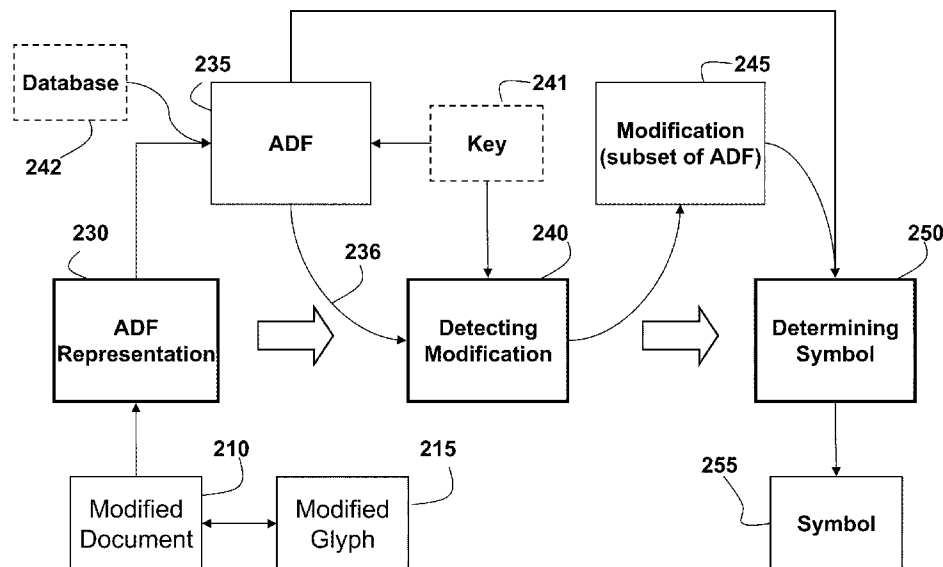 Database
242
235
ADF
241
Key
245
Modification
(subset of ADF)
230
236
240
250
ADF
Representation
Detecting
Modification
Determining
Symbol
210
215
255
Modified
Document
Modified
Glyph
Symbol